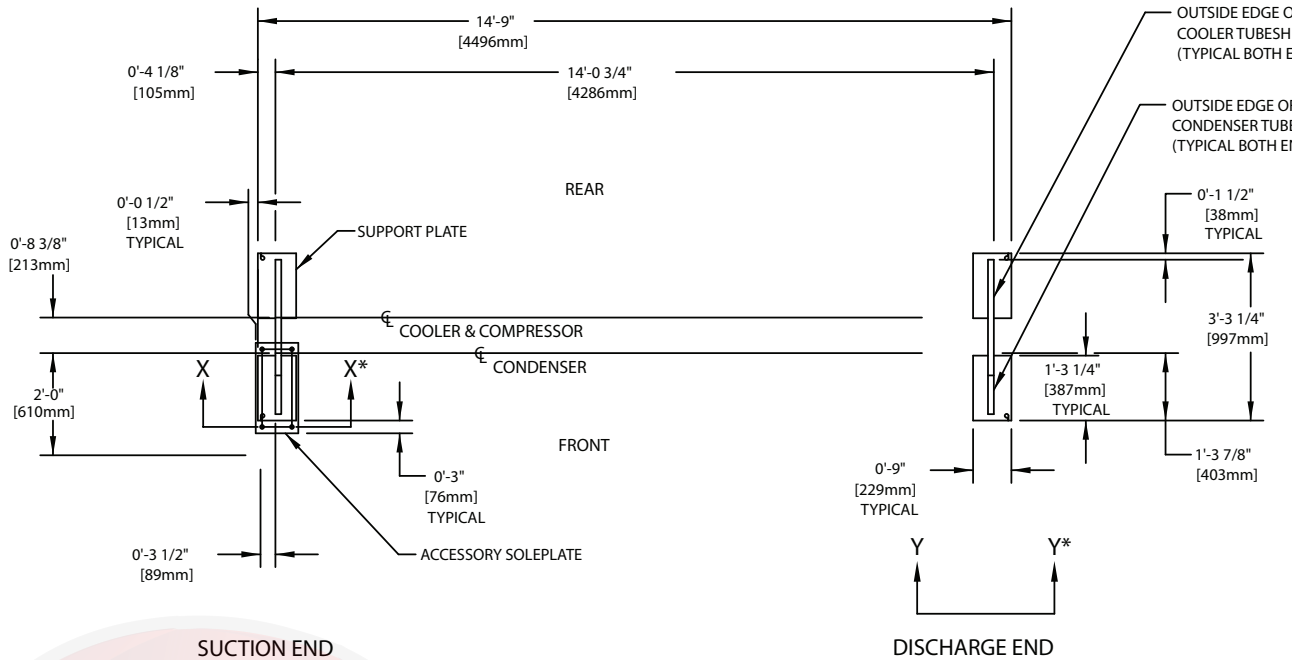 14'-9"
[4496mm]
OUTSIDE EDGE
COOLER
(TYPICAL BOTH
0'-4 1/8"
[105mm]
14'-0 3/4"
[4286mm]
OUTSIDE EDGE
CONDENSER
(TYPICAL BOTH
REAR
0'-0 1/2"
[13mm]
TYPICAL
0'-1 1/2"
[38mm]
TYPICAL
SUPPORT PLATE
0'-8 3/8"
[213mm]
℄ COOLER & COMPRESSOR
3'-3 1/4"
[997mm]
℄ CONDENSER
X X*
1'-3 1/4"
[387mm]
TYPICAL
2'-0"
[610mm]
FRONT
1'-3 7/8"
[403mm]
0'-3"
[76mm]
TYPICAL
0'-9"
[229mm]
TYPICAL
0'-3 1/2"
[89mm]
ACCESSORY SOLEPLATE
Y Y*
SUCTION END
DISCHARGE END